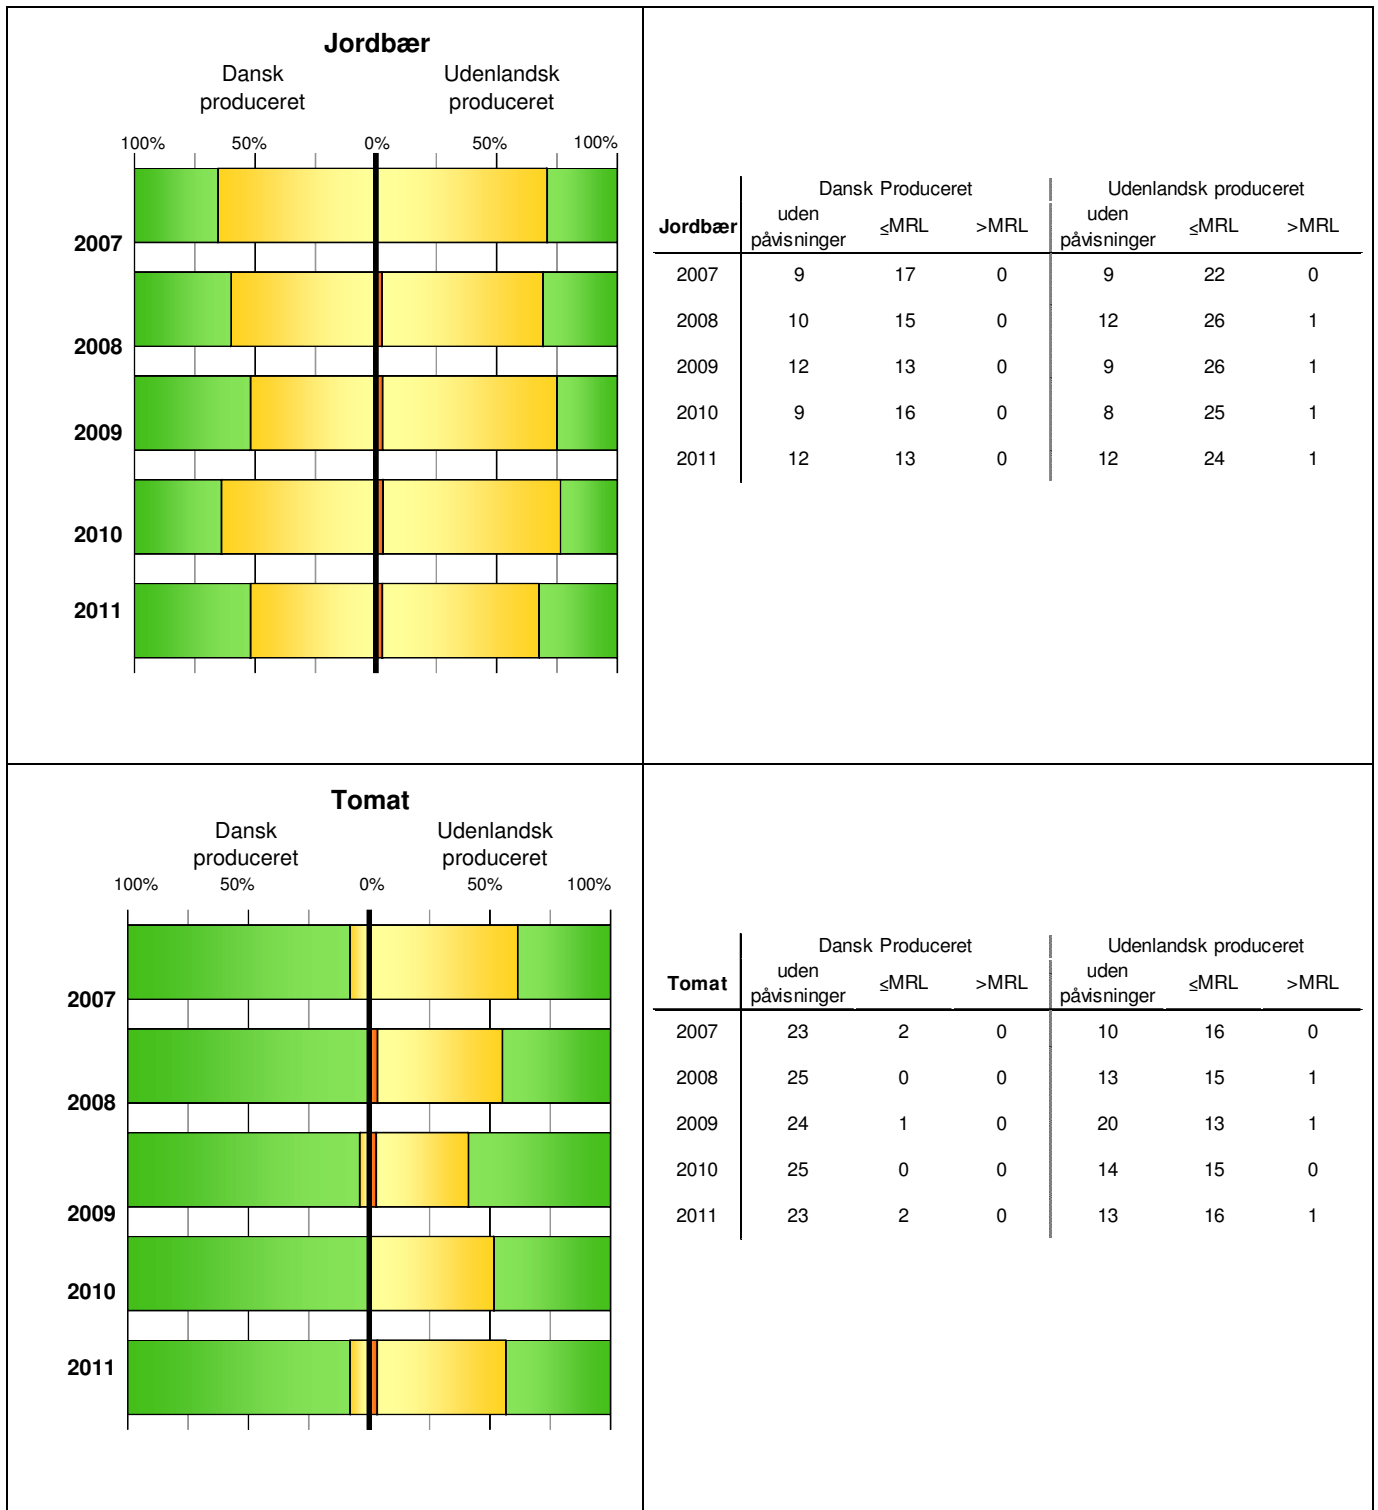 Jordbær
Dansk Udenlandsk
produceret produceret
100% 50% 0% 50% 100%
2007
2008
2009
2010
2011
Dansk Produceret Udenlandsk produceret
Jordbær uden påvisninger ≤MRL >MRL uden påvisninger ≤MRL >MRL
2007 9 17 0 9 22 0
2008 10 15 0 12 26 1
2009 12 13 0 9 26 1
2010 9 16 0 8 25 1
2011 12 13 0 12 24 1
Tomat
Dansk Udenlandsk
produceret produceret
100% 50% 0% 50% 100%
2007
2008
2009
2010
2011
Dansk Produceret Udenlandsk produceret
Tomat uden påvisninger ≤MRL >MRL uden påvisninger ≤MRL >MRL
2007 23 2 0 10 16 0
2008 25 0 0 13 15 1
2009 24 1 0 20 13 1
2010 25 0 0 14 15 0
2011 23 2 0 13 16 1